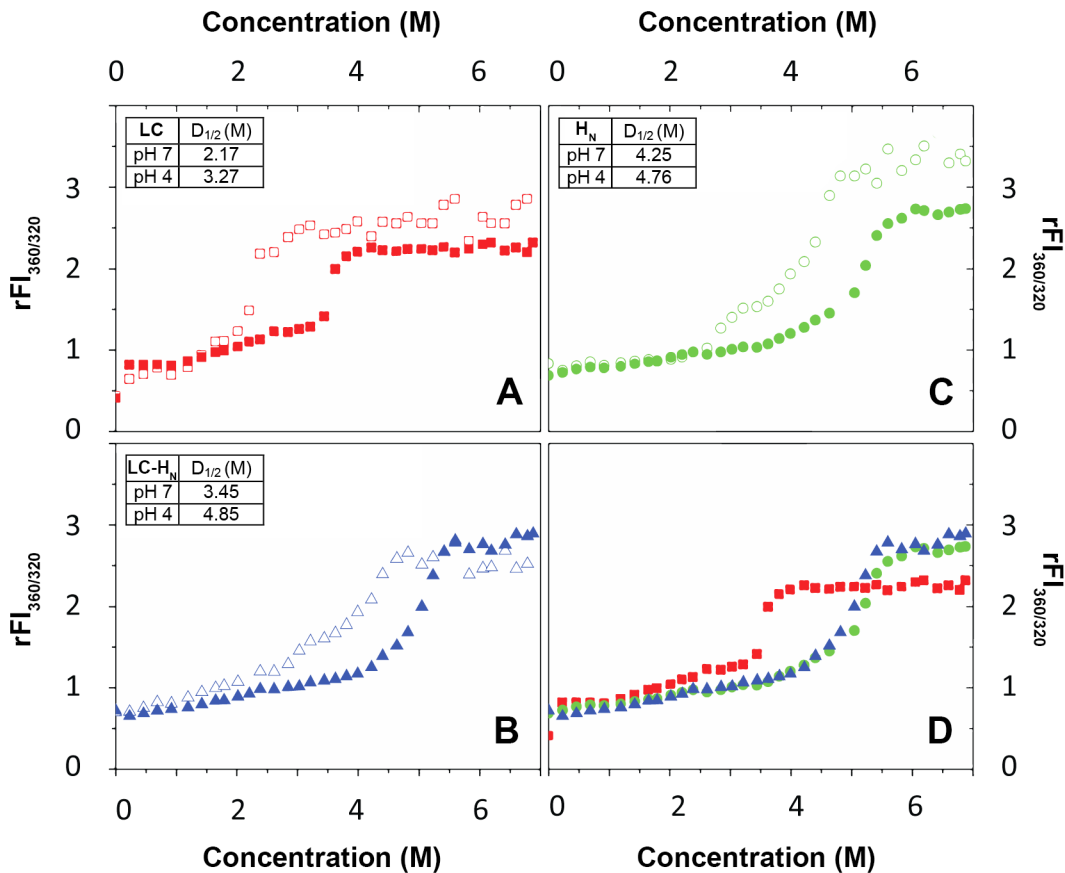 Concentration (M) Concentration (M)
0 2 4 6 0 2 4 6
LC D1/2 (M)
pH 7 2.17
pH 4 3.27
HN D1/2 (M)
pH 7 4.25
pH 4 4.76
3 3
2 2
1 1
0 0
rFI360/320 rFI360/320
A C
LC-HN D1/2 (M)
pH 7 3.45
pH 4 4.85
3 3
2 2
1 1
0 0
rFI360/320 rFI360/320
B D
0 2 4 6 0 2 4 6
Concentration (M) Concentration (M)